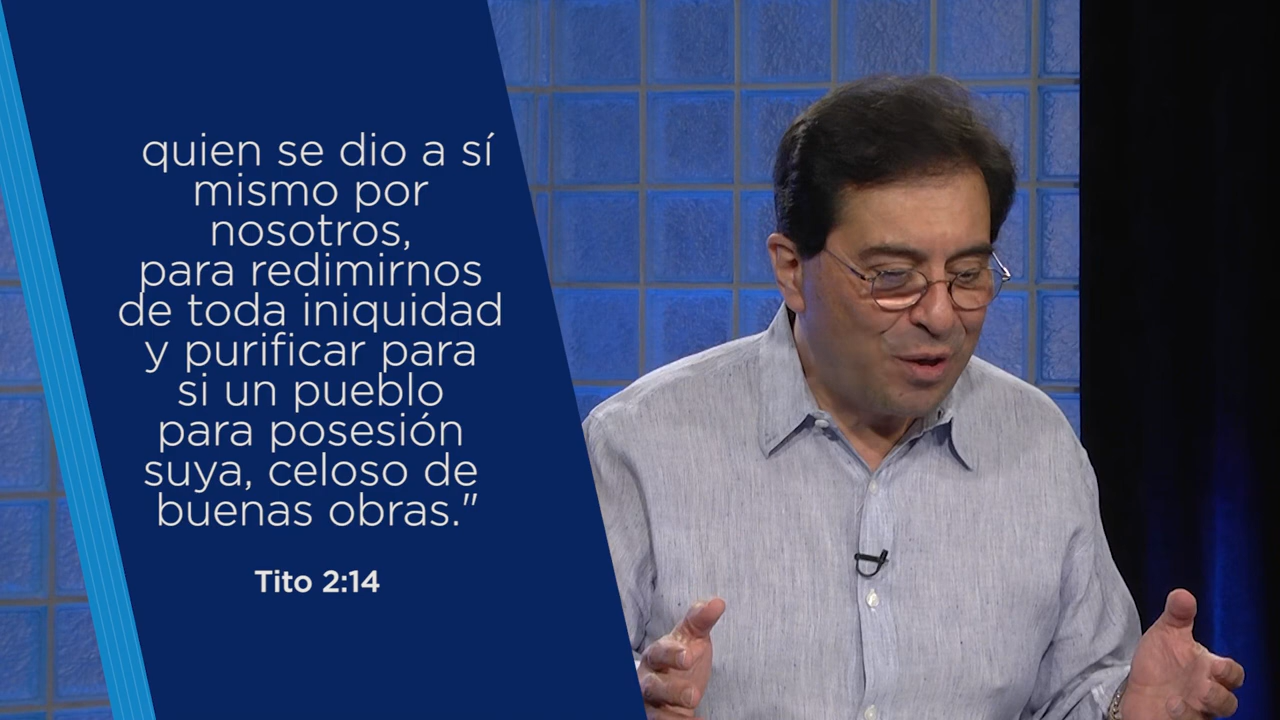 quien se dio a sí
mismo por
nosotros,
para redimirnos
de toda iniquidad
y purificar para
si un pueblo
para posesión
suya, celoso de
buenas obras."
Tito 2:14